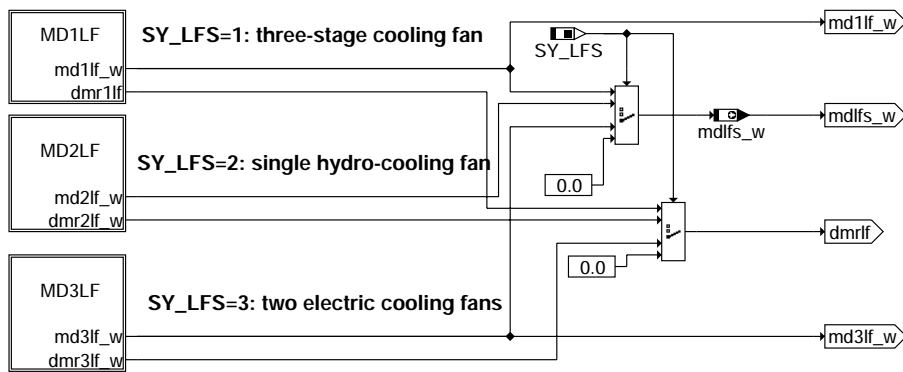 MD1LF
SY_LFS=1: three-stage cooling fan
md1lf_w
md1lf_w
dmr1lf
SY_LFS
MD2LF
mdlfs_w
mdlfs_w
SY_LFS=2: single hydro-cooling fan
0.0
md2lf_w
dmr2lf_w
dmrlf
MD3LF
0.0
SY_LFS=3: two electric cooling fans
md3lf_w
md3lf_w
dmr3lf_w